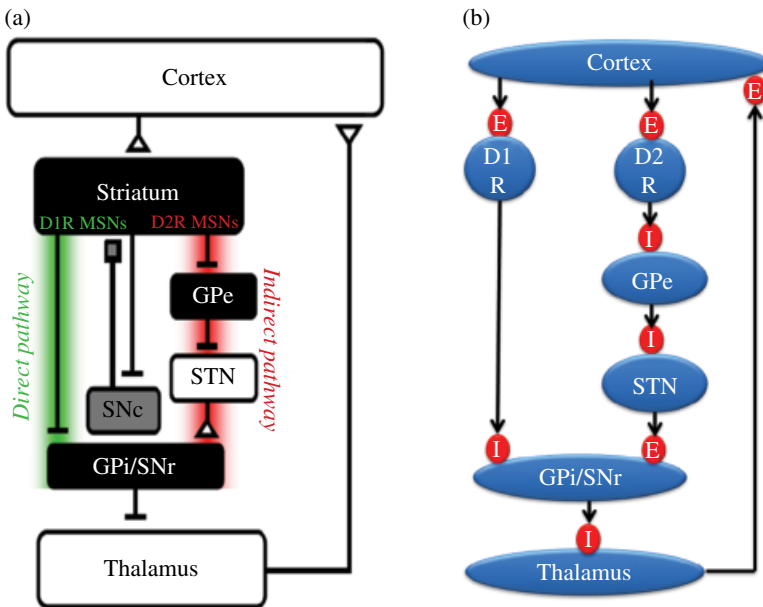 (a)
Cortex
Striatum
D1R MSNs
D2R MSNs
Direct pathway
Indirect pathway
GPe
STN
SNc
GPi/SNr
Thalamus
(b)
Cortex
E
E
E
D1
R
D2
R
I
GPe
I
STN
I
E
GPi/SNr
I
Thalamus